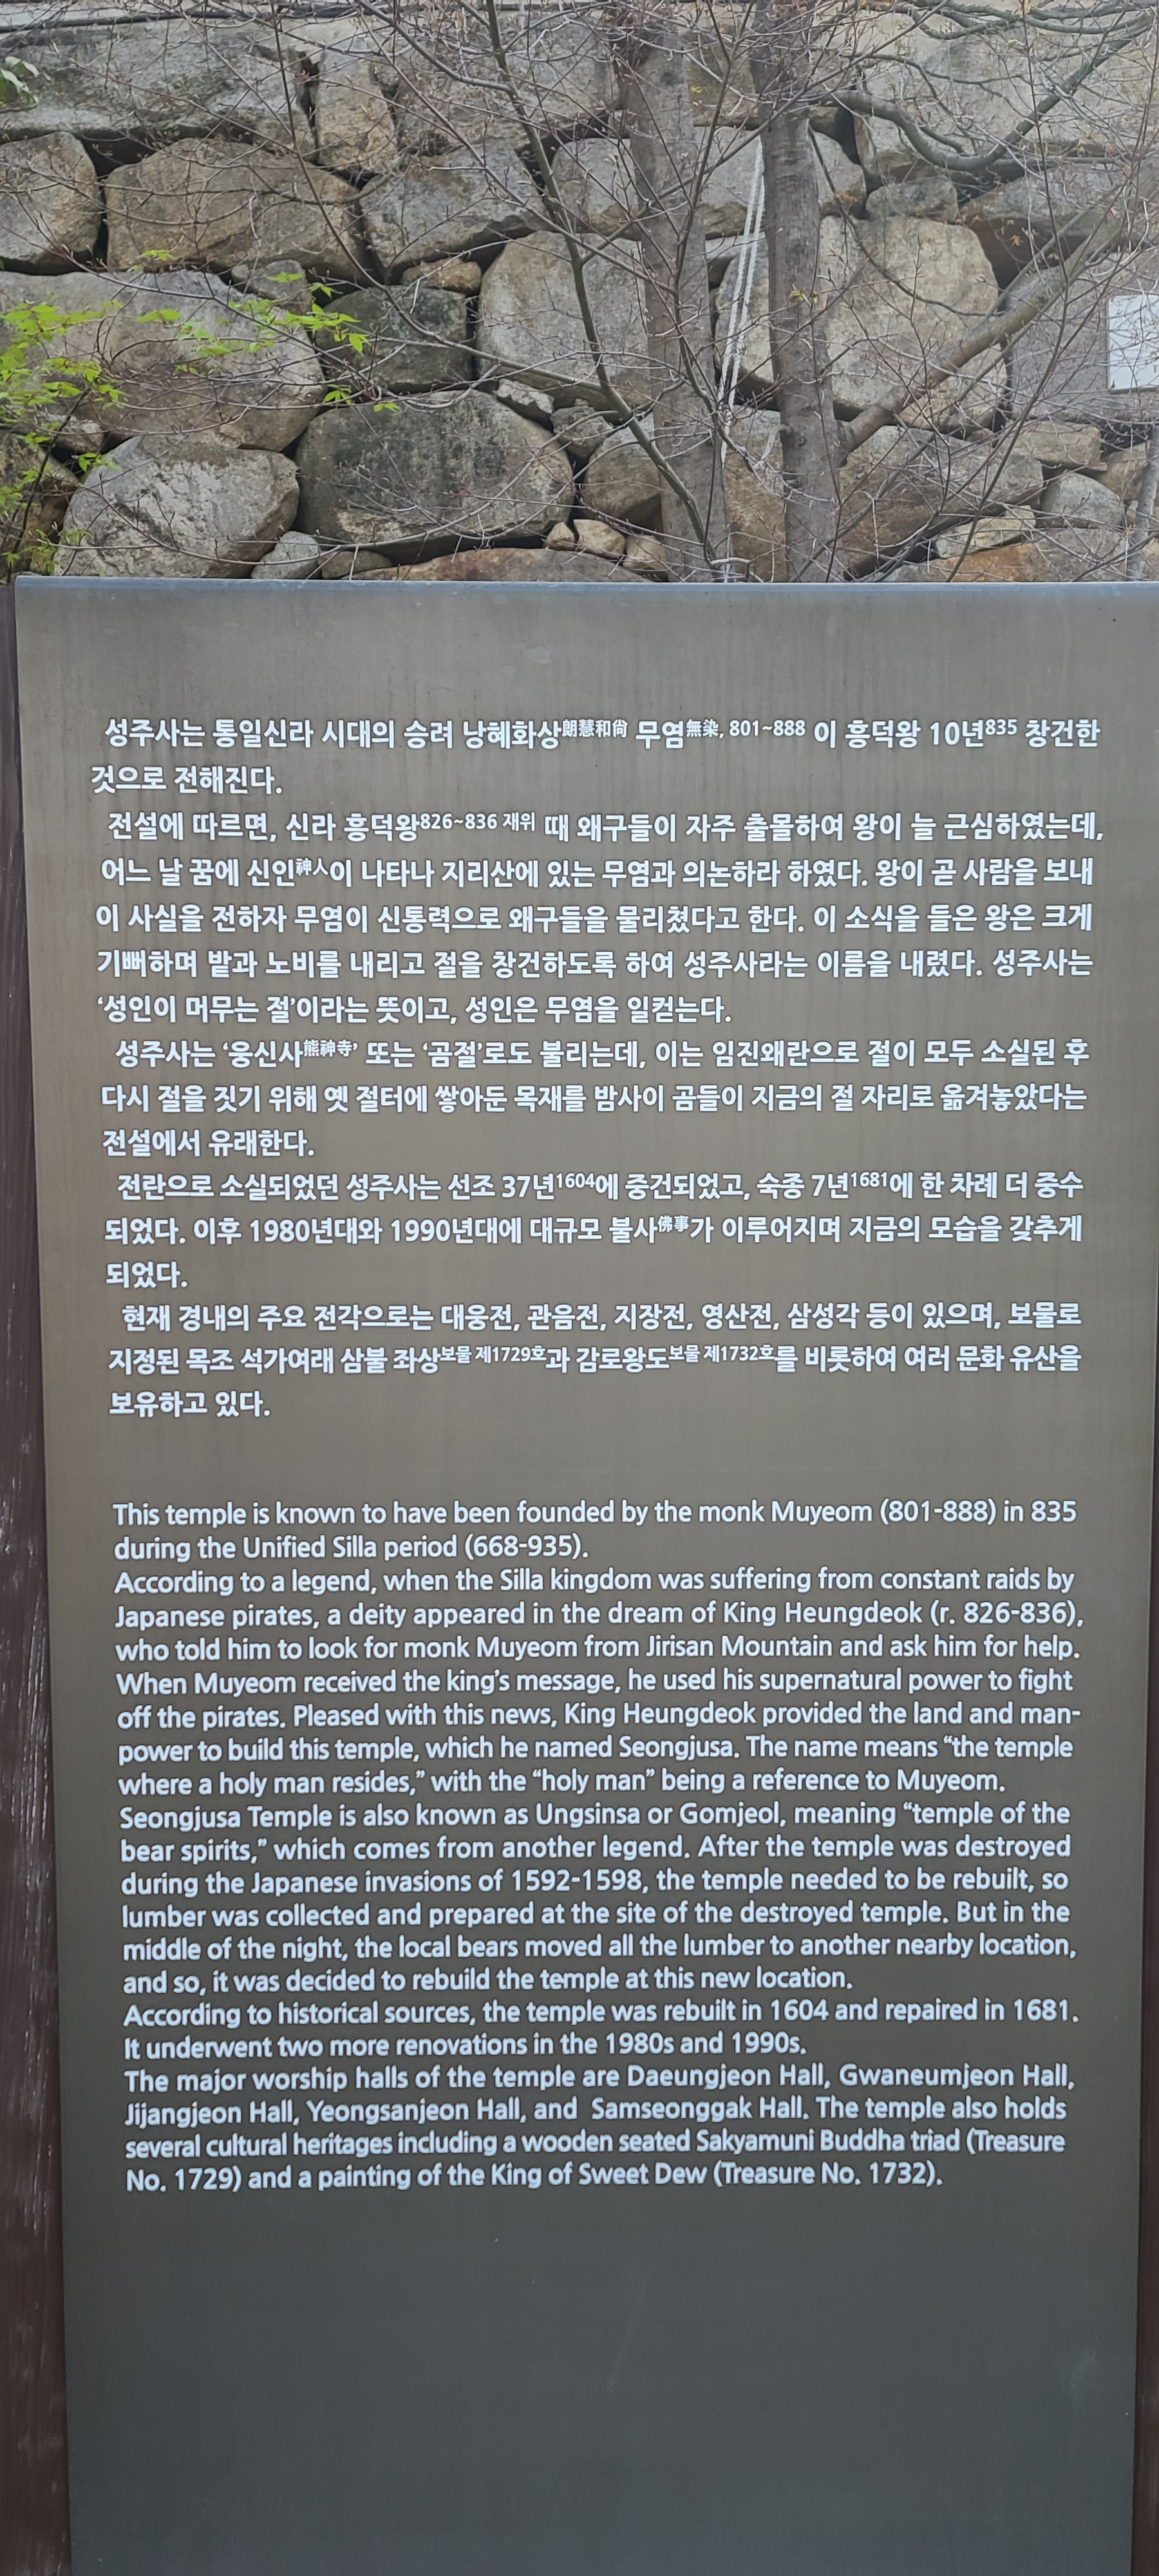 성주사는 통일신라 시대의 승려 낭혜화상朗慧和尙 무염無染, 801~888 이 흥덕왕 10년835 창건한
것으로 전해진다.
전설에 따르면, 신라 흥덕왕826~836 재위 때 왜구들이 자주 출몰하여 왕이 늘 근심하였는데,
어느 날 꿈에 신인神人이 나타나 지리산에 있는 무염과 의논하라 하였다. 왕이 곧 사람을 보내
이 사실을 전하자 무염이 신통력으로 왜구들을 물리쳤다고 한다. 이 소식을 들은 왕은 크게
기뻐하며 밭과 노비를 내리고 절을 창건하도록 하여 성주사라는 이름을 내렸다. 성주사는
‘성인이 머무는 절’이라는 뜻이고, 성인은 무염을 일컫는다.
성주사는 ‘웅신사熊神寺’ 또는 ‘곰절’로도 불리는데, 이는 임진왜란으로 절이 모두 소실된 후
다시 절을 짓기 위해 옛 절터에 쌓아둔 목재를 밤사이 곰들이 지금의 절 자리로 옮겨놓았다는
전설에서 유래한다.
전란으로 소실되었던 성주사는 선조 37년1604에 중건되었고, 숙종 7년1681에 한 차례 더 중수
되었다. 이후 1980년대와 1990년대에 대규모 불사佛事가 이루어지며 지금의 모습을 갖추게
되었다.
현재 경내의 주요 전각으로는 대웅전, 관음전, 지장전, 영산전, 삼성각 등이 있으며, 보물로
지정된 목조 석가여래 삼불 좌상보물 제1729호과 감로왕도보물 제1732호를 비롯하여 여러 문화 유산을
보유하고 있다.
This temple is known to have been founded by the monk Muyeom (801-888) in 835
during the Unified Silla period (668-935).
According to a legend, when the Silla kingdom was suffering from constant raids by
Japanese pirates, a deity appeared in the dream of King Heungdeok (r. 826-836),
who told him to look for monk Muyeom from Jirisan Mountain and ask him for help.
When Muyeom received the king’s message, he used his supernatural power to fight
off the pirates. Pleased with this news, King Heungdeok provided the land and man-
power to build this temple, which he named Seongjusa. The name means “the temple
where a holy man resides,” with the “holy man” being a reference to Muyeom.
Seongjusa Temple is also known as Ungsinsa or Gomjeol, meaning “temple of the
bear spirits,” which comes from another legend. After the temple was destroyed
during the Japanese invasions of 1592-1598, the temple needed to be rebuilt, so
lumber was collected and prepared at the site of the destroyed temple. But in the
middle of the night, the local bears moved all the lumber to another nearby location,
and so, it was decided to rebuild the temple at this new location.
According to historical sources, the temple was rebuilt in 1604 and repaired in 1681.
It underwent two more renovations in the 1980s and 1990s.
The major worship halls of the temple are Daeungjeon Hall, Gwaneumjeon Hall,
Jijangjeon Hall, Yeongsanjeon Hall, and Samseonggak Hall. The temple also holds
several cultural heritages including a wooden seated Sakyamuni Buddha triad (Treasure
No. 1729) and a painting of the King of Sweet Dew (Treasure No. 1732).